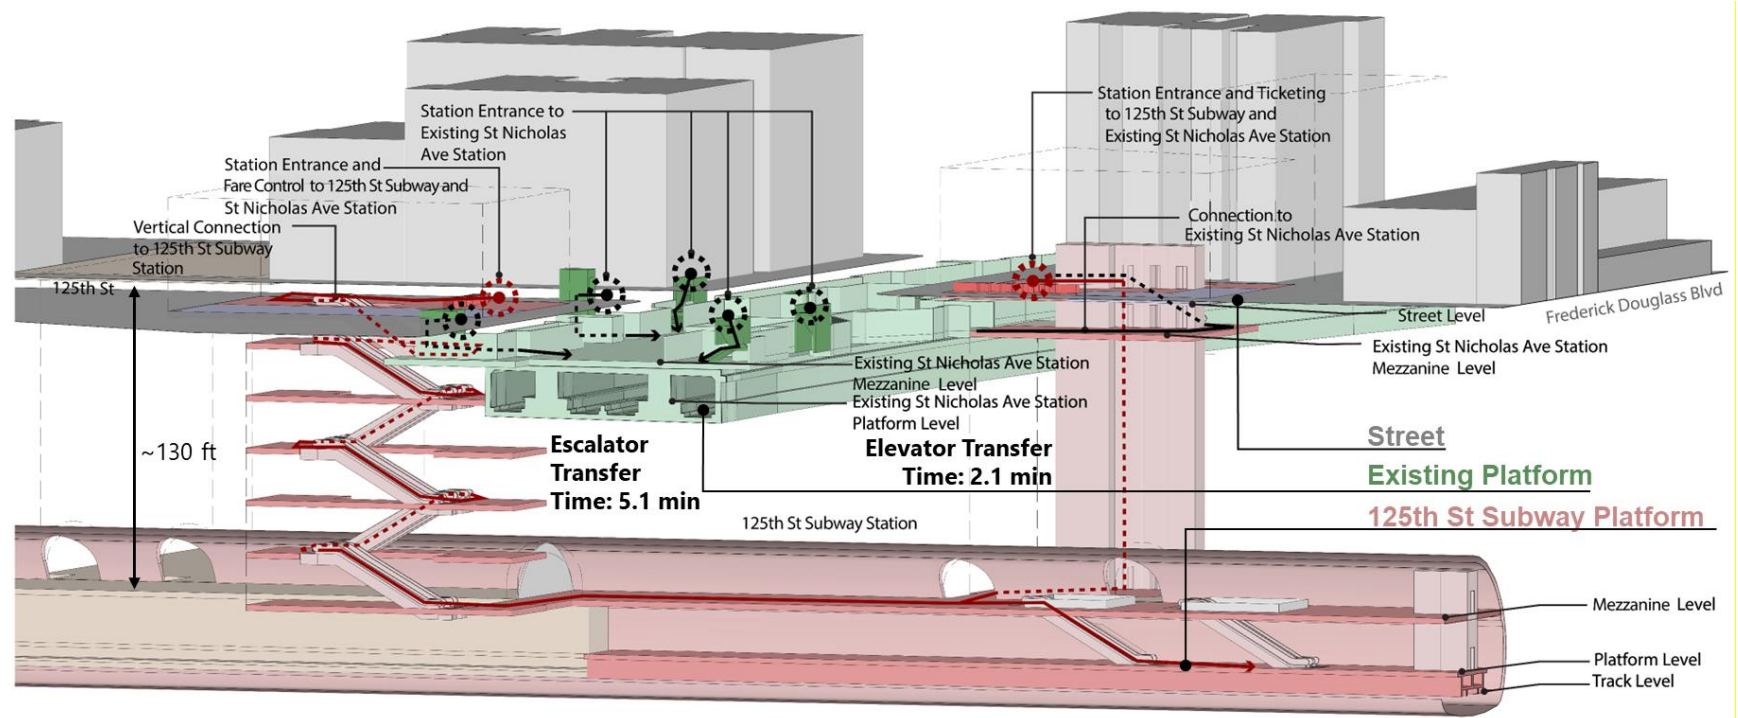 Station Entrance to
Existing St Nicholas
Ave Station
Station Entrance and
Fare Control to 125th St Subway and
St Nicholas Ave Station
Vertical Connection
to 125th St Subway
Station
125th St
Station Entrance and Ticketing
to 125th St Subway and
Existing St Nicholas Ave Station
Connection to
Existing St Nicholas Ave Station
Frederick Douglass Blvd
Street Level
Existing St Nicholas Ave Station
Mezzanine Level
Existing St Nicholas Ave Station
Mezzanine Level
Existing St Nicholas Ave Station
Platform Level
~130 ft
Escalator
Transfer
Time: 5.1 min
Elevator Transfer
Time: 2.1 min
Street
Existing Platform
125th St Subway Platform
125th St Subway Station
Mezzanine Level
Platform Level
Track Level